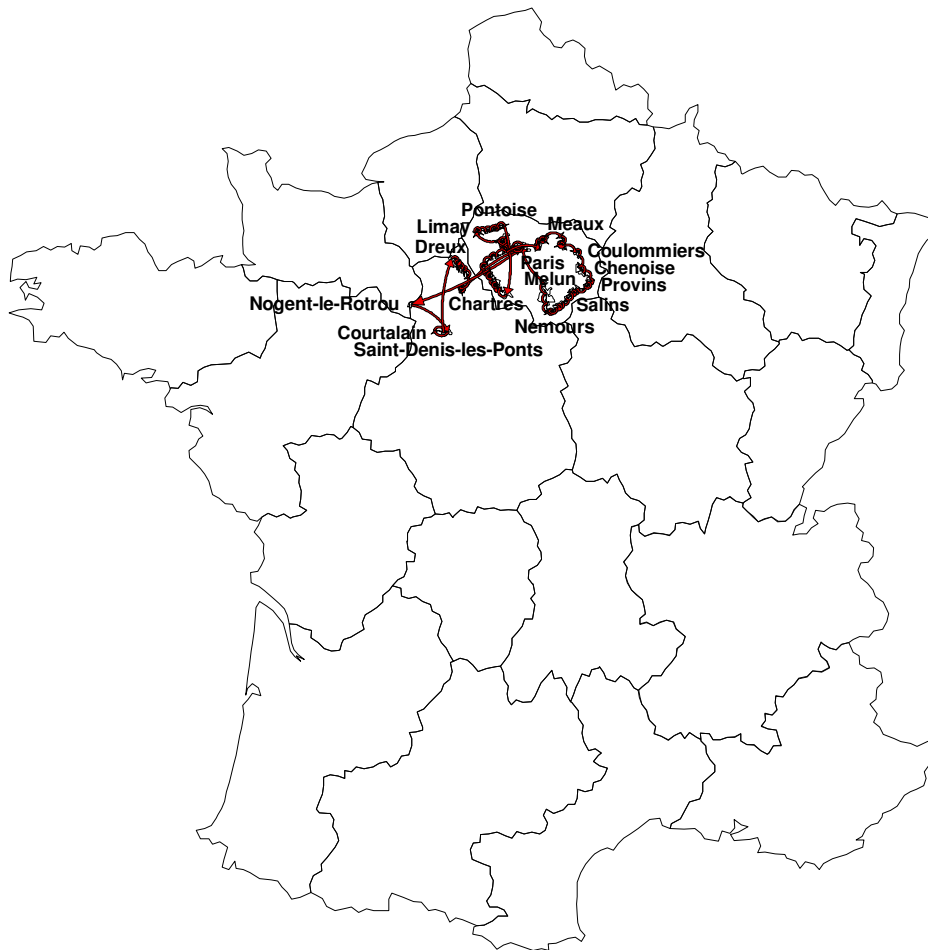 Pontoise
Limay
Meaux
Dreux
Coulommiers
Paris
Chenoise
Melun
Provins
Nogent-le-Rotrou
Chartres
Salins
Nemours
Courtalain
Saint-Denis-les-Ponts